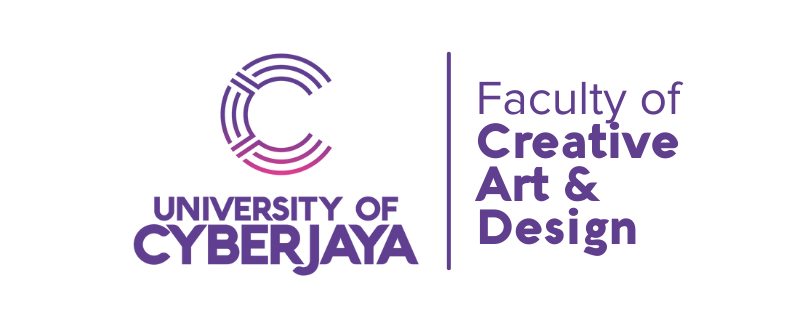 UNIVERSITY OF
CYBERJAYA
Faculty of
Creative
Art &
Design